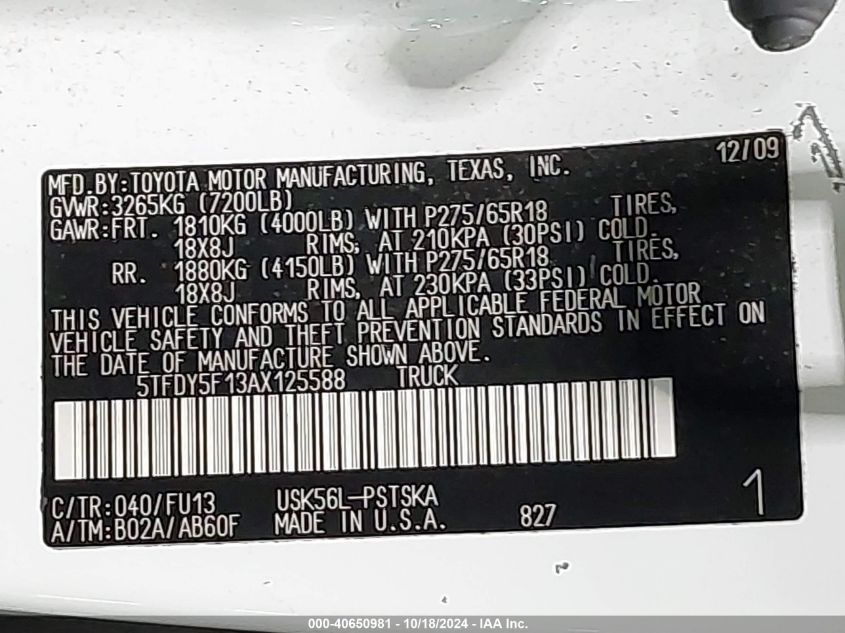 12/09
MFD.BY:TOYOTA MOTOR MANUFACTURING, TEXAS, INC.
GVWR:3265KG (7200LB)
GAWR:FRT. 1810KG (4000LB) WITH P275/65R18 TIRES,
18X8J RIMS, AT 210KPA (30PSI) COLD.
RR. 1880KG (4150LB) WITH P275/65R18 TIRES,
18X8J RIMS, AT 230KPA (33PSI) COLD.
THIS VEHICLE CONFORMS TO ALL APPLICABLE FEDERAL MOTOR
VEHICLE SAFETY AND THEFT PREVENTION STANDARDS IN EFFECT ON
THE DATE OF MANUFACTURE SHOWN ABOVE.
5TFDY5F13AX125588 TRUCK
C/TR:040/FU13 USK56L-PSTSKA
A/TM:B02A/AB60F MADE IN U.S.A. 827 1
000-40650981 - 10/18/2024 - IAA Inc.